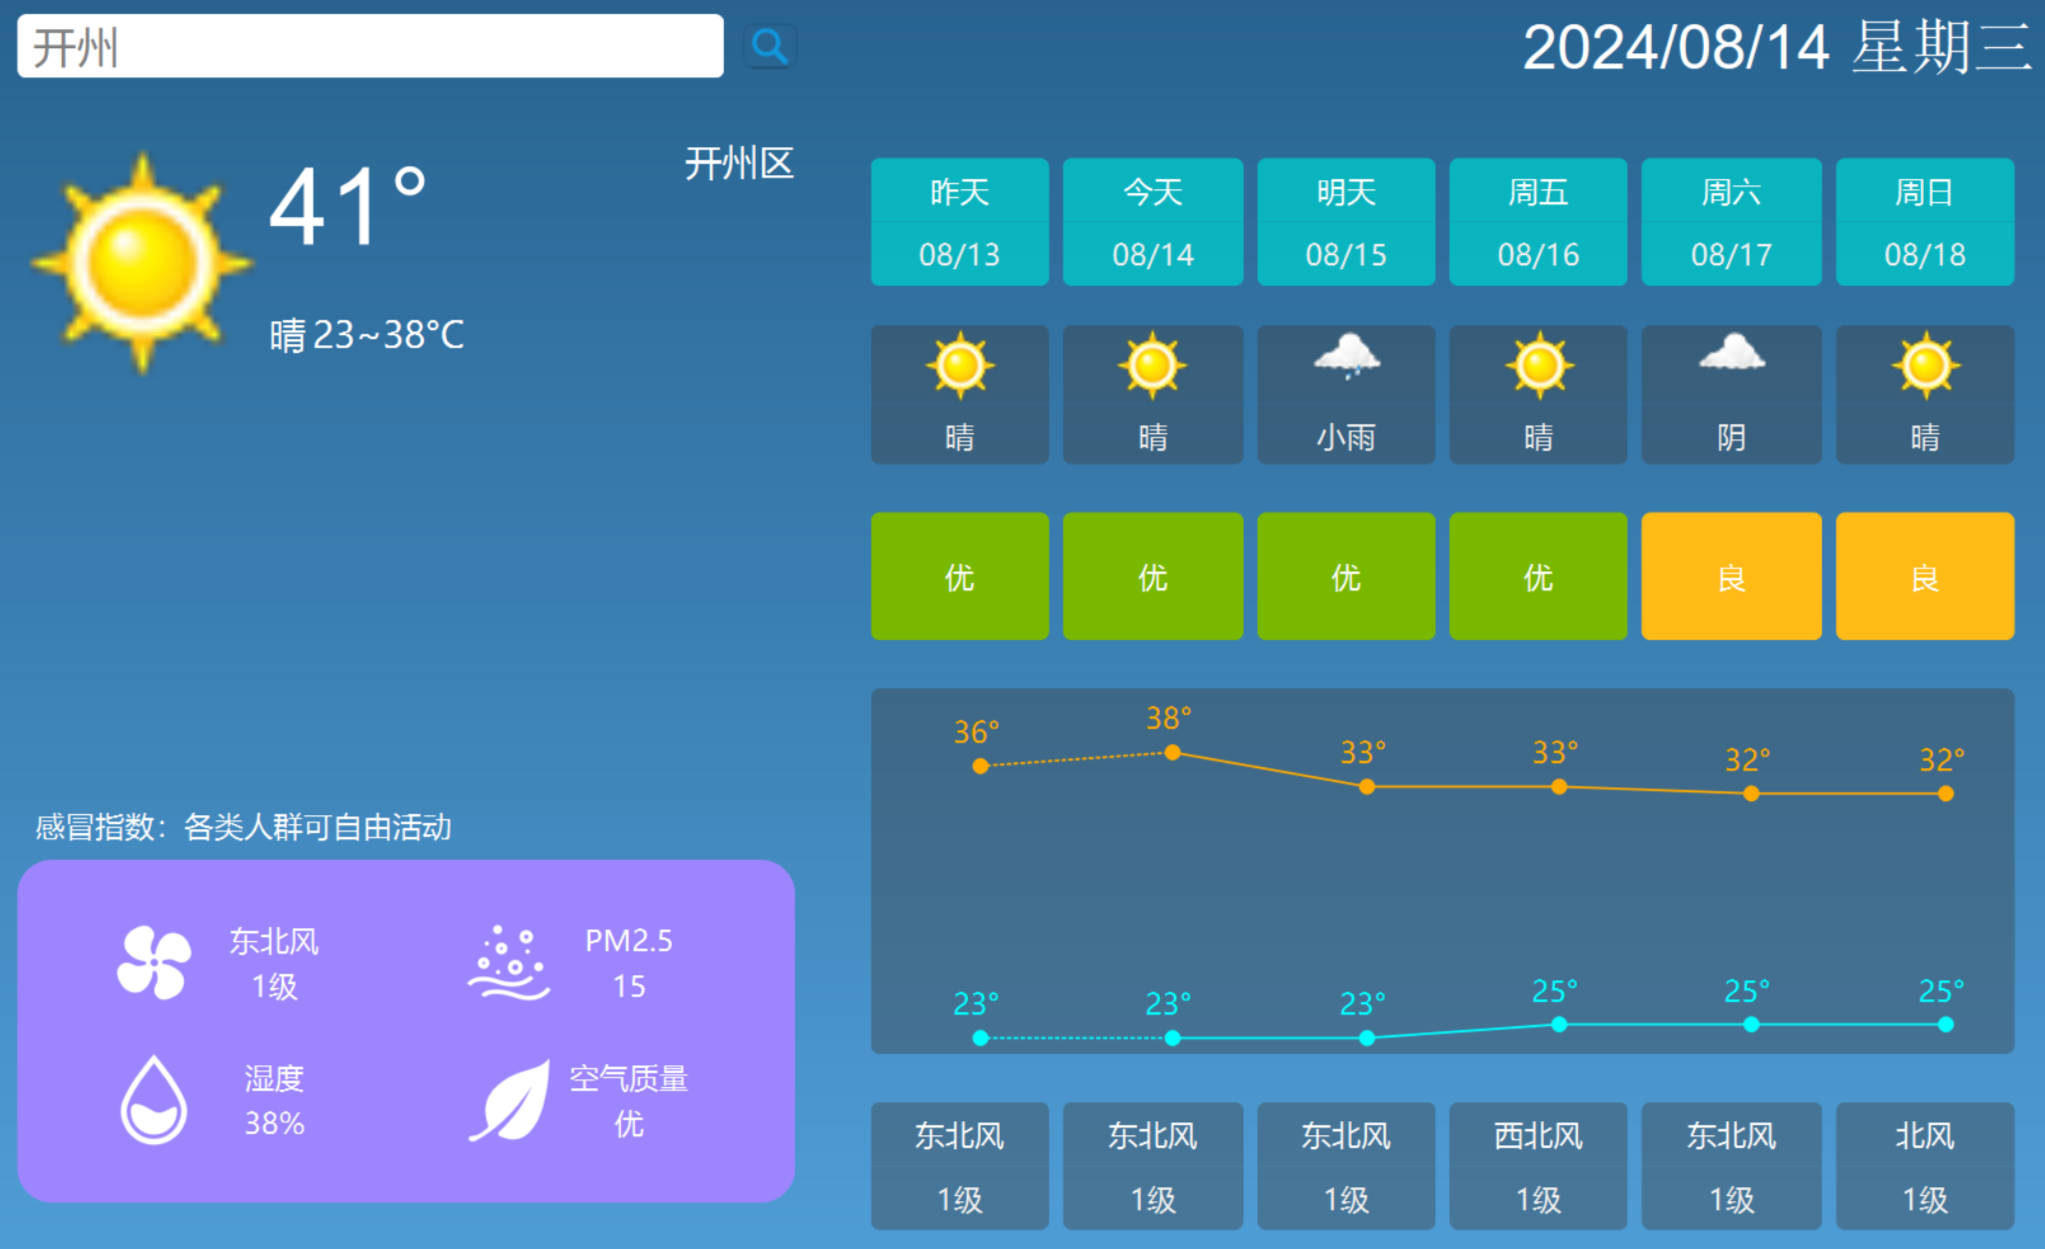 开州
2024/08/14 星期三
41°
开州区
晴 23~38°C
感冒指数：各类人群可自由活动
东北风
1级
PM2.5
15
湿度
38%
空气质量
优
昨天 今天 明天 周五 周六 周日
08/13 08/14 08/15 08/16 08/17 08/18
晴 晴 小雨 晴 阴 晴
优 优 优 优 良 良
36° 38° 33° 33° 32° 32°
23° 23° 23° 25° 25° 25°
东北风 东北风 东北风 西北风 东北风 北风
1级 1级 1级 1级 1级 1级